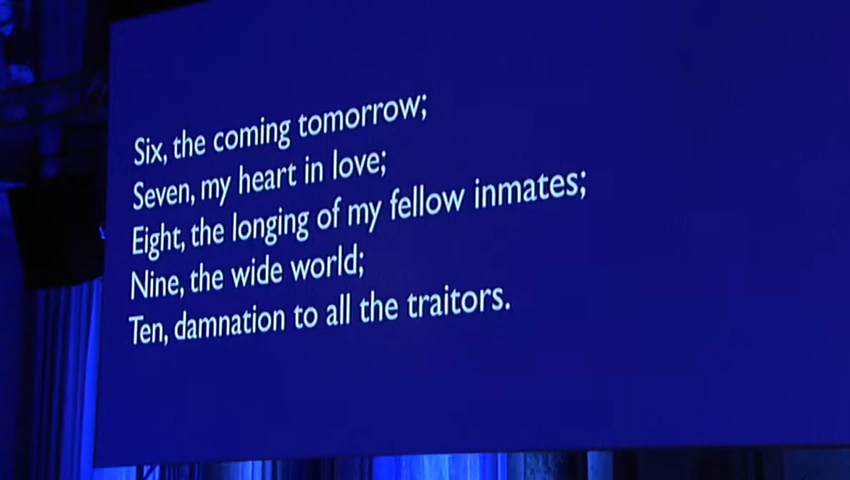 Six, the coming tomorrow;
Seven, my heart in love;
Eight, the longing of my fellow inmates;
Nine, the wide world;
Ten, damnation to all the traitors.